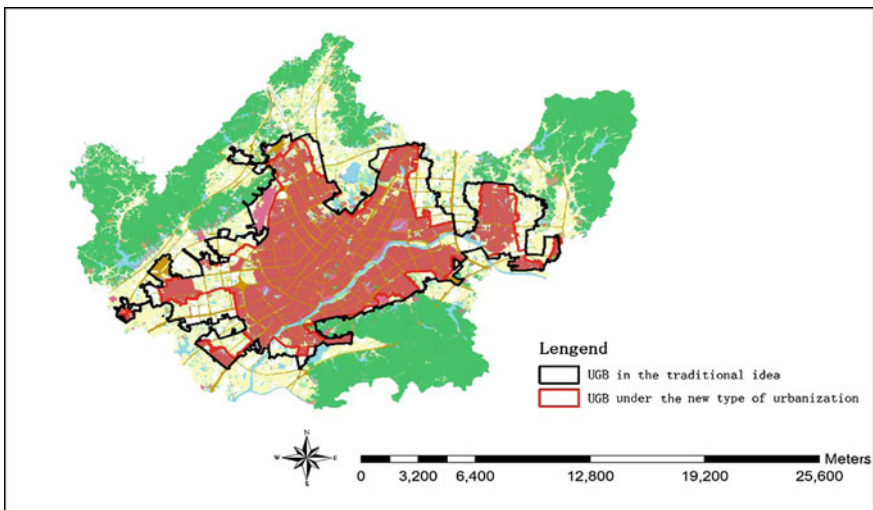 Lengend
UGB in the traditional idea
UGB under the new type of urbanization
N
W E
S
Meters
0 3,200 6,400 12,800 19,200 25,600